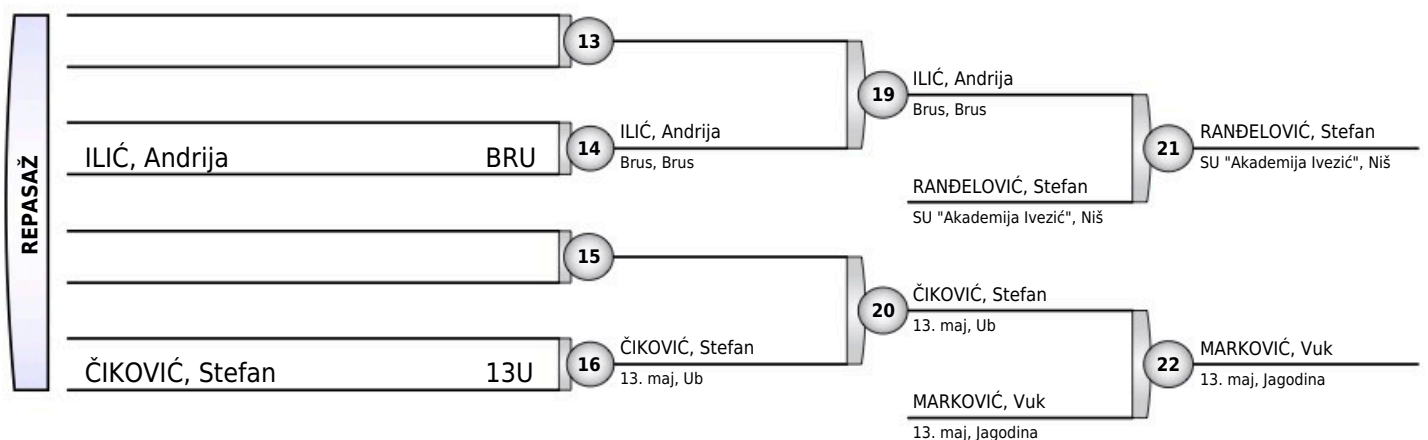 REPASAŽ
13
ILIĆ, Andrija BRU
14
ILIĆ, Andrija
Brus, Brus
15
ČIKOVIĆ, Stefan 13U
16
ČIKOVIĆ, Stefan
13. maj, Ub
19
ILIĆ, Andrija
Brus, Brus
RANĐELOVIĆ, Stefan
SU "Akademija Ivezić", Niš
20
ČIKOVIĆ, Stefan
13. maj, Ub
MARKOVIĆ, Vuk
13. maj, Jagodina
21
RANĐELOVIĆ, Stefan
SU "Akademija Ivezić", Niš
22
MARKOVIĆ, Vuk
13. maj, Jagodina